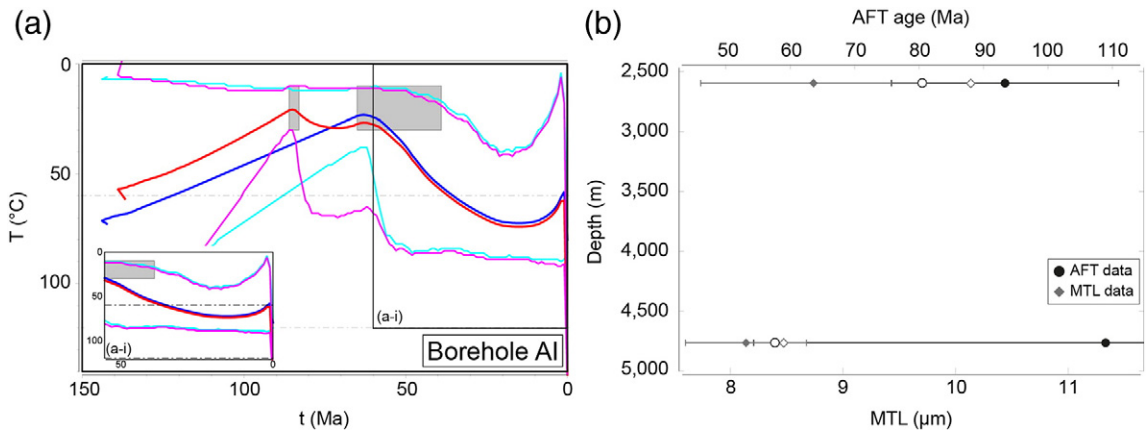 (a)
0
50
100
T (°C)
150
100
50
0
t (Ma)
(a-i)
Borehole AI
0
50
100
(a-i)
50
0
(b)
AFT age (Ma)
50 60 70 80 90 100 110
2,500
3,000
3,500
4,000
4,500
5,000
Depth (m)
AFT data
MTL data
8 9 10 11
MTL (μm)